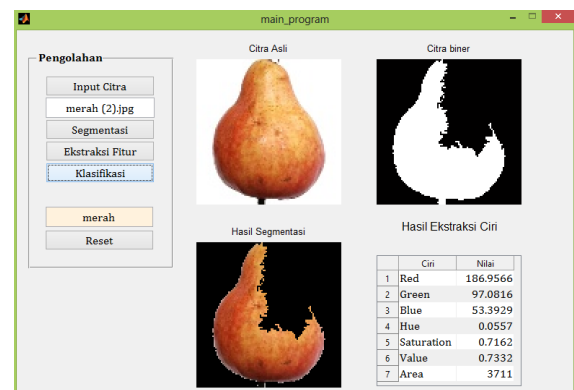 main_program
Pengolahan
Input Citra
merah (2).jpg
Segmentasi
Ekstraksi Fitur
Klasifikasi
merah
Reset
Citra Asli
Citra biner
Hasil Segmentasi
Hasil Ekstraksi Ciri
Ciri Nilai
1 Red 186.9566
2 Green 97.0816
3 Blue 53.3929
4 Hue 0.0557
5 Saturation 0.7162
6 Value 0.7332
7 Area 3711